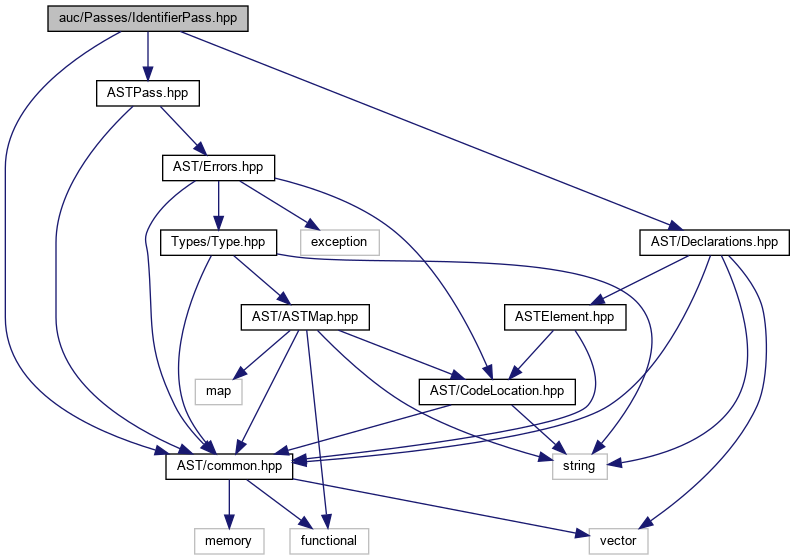 auc/Passes/IdentifierPass.hpp
ASTPass.hpp
AST/Errors.hpp
Types/Type.hpp
exception
AST/Declarations.hpp
AST/ASTMap.hpp
ASTElement.hpp
map
AST/CodeLocation.hpp
AST/common.hpp
string
memory
functional
vector